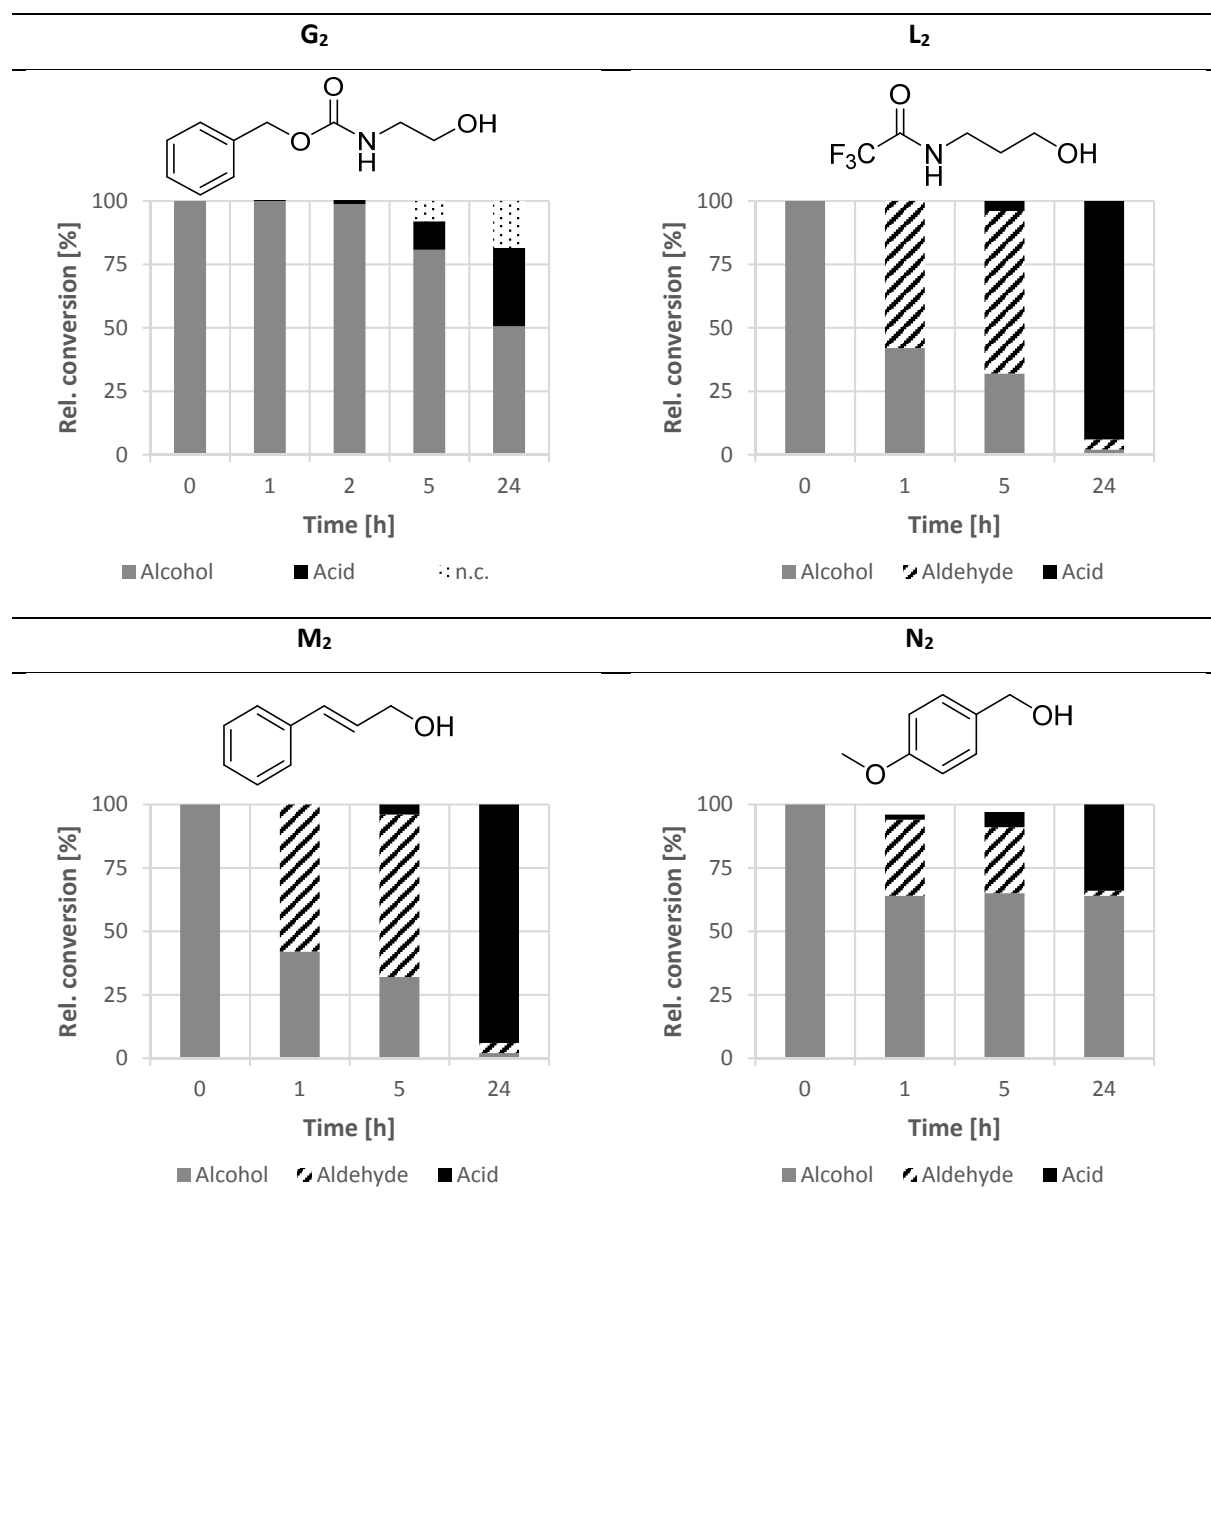 G₂ L₂
O
O N H OH
100
75
50
25
0
Rel. conversion [%]
0 1 2 5 24
Time [h]
Alcohol Acid n.c.
O
F₃C N H OH
100
75
50
25
0
Rel. conversion [%]
0 1 5 24
Time [h]
Alcohol Aldehyde Acid
M₂ N₂
OH
100
75
50
25
0
Rel. conversion [%]
0 1 5 24
Time [h]
Alcohol Aldehyde Acid
OH
O
100
75
50
25
0
Rel. conversion [%]
0 1 5 24
Time [h]
Alcohol Aldehyde Acid